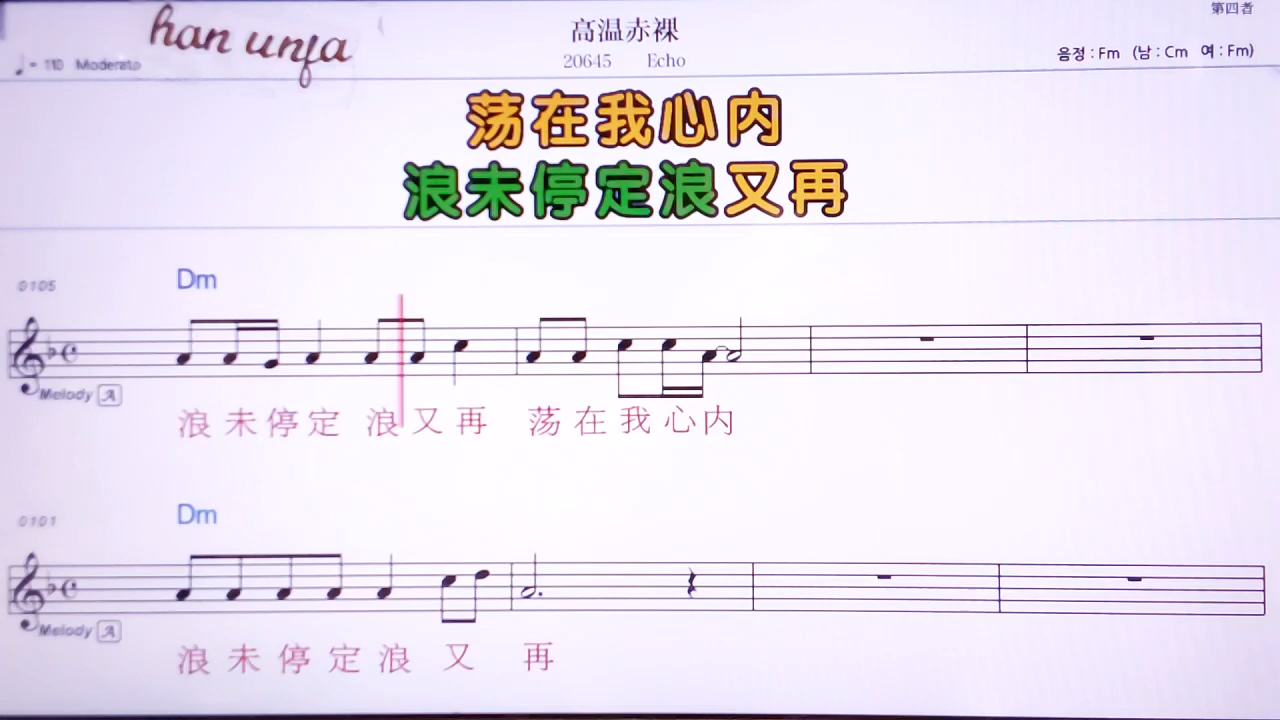 han unfa
高温赤裸
第四者
♩= 110 Moderato
20645 Echo
음정 : Fm (남 : Cm 여 : Fm)
荡在我心内
浪未停定浪又再
0105
Dm
Melody A
浪未停定 浪又再 荡在我心内
0101
Dm
Melody A
浪未停定浪又再